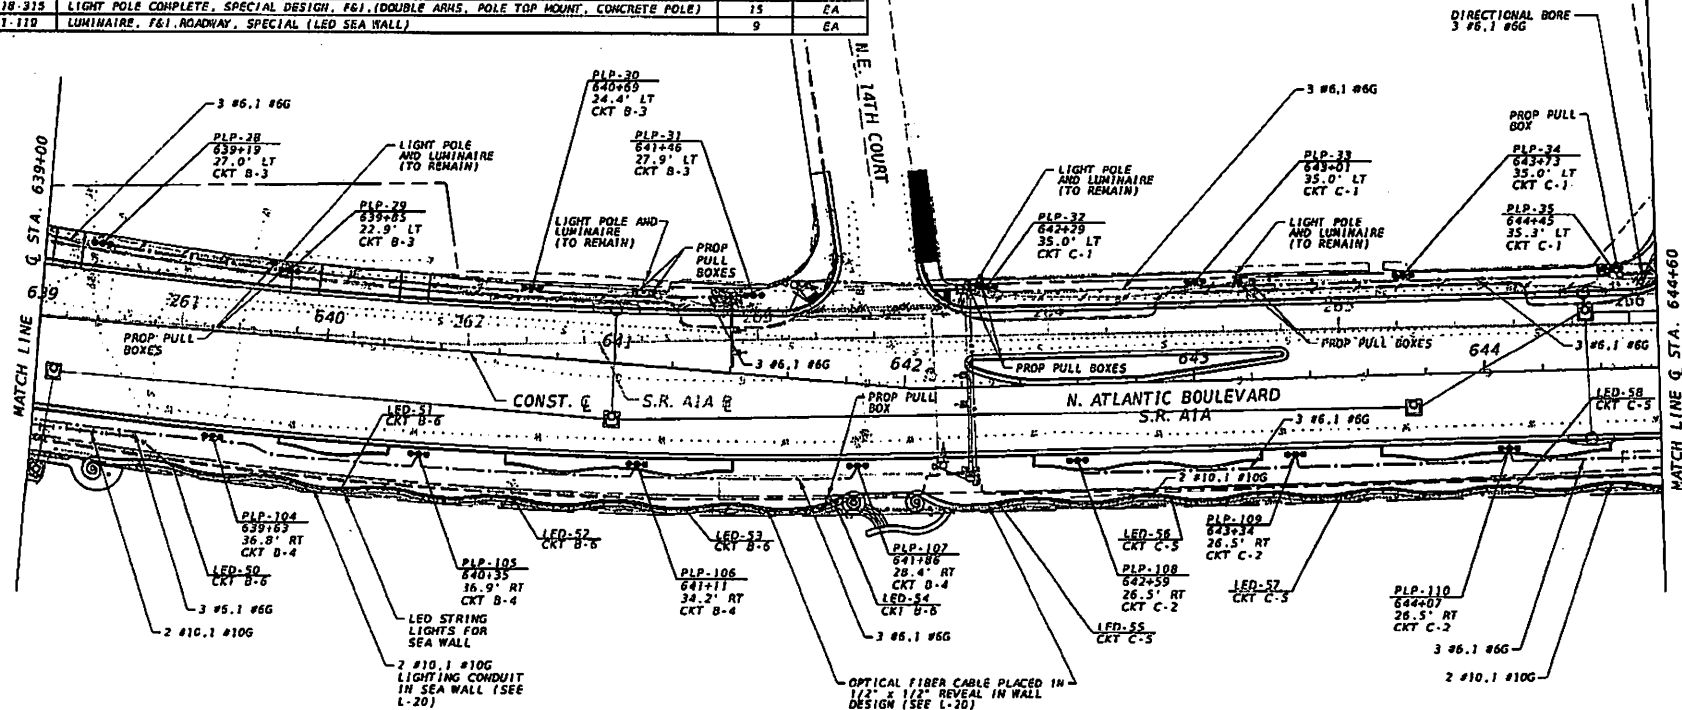 18-315 LIGHT POLE COMPLETE, SPECIAL DESIGN, F&I,(DOUBLE ARMS, POLE TOP MOUNT, CONCRETE POLE) 15 EA
1-119 LUMINAIRE, F&I,ROADWAY, SPECIAL (LED SEA WALL) 9 EA
DIRECTIONAL BORE
3 #6,1 #6G
MATCH LINE ℄ STA. 639+00
3 #6,1 #6G
PLP-28
639+19
27.0' LT
CKT B-3
LIGHT POLE
AND LUMINAIRE
(TO REMAIN)
PLP-29
639+85
22.9' LT
CKT B-3
PLP-30
640+69
24.4' LT
CKT B-3
PLP-31
641+46
27.9' LT
CKT B-3
LIGHT POLE AND
LUMINAIRE
(TO REMAIN)
PROP
PULL
BOXES
N.E. 14TH COURT
LIGHT POLE
AND LUMINAIRE
(TO REMAIN)
PLP-32
642+29
35.0' LT
CKT C-1
3 #6,1 #6G
PLP-33
643+01
35.0' LT
CKT C-1
LIGHT POLE
AND LUMINAIRE
(TO REMAIN)
PROP PULL
BOX
PLP-34
643+73
35.0' LT
CKT C-1
PLP-35
644+45
35.3' LT
CKT C-1
MATCH LINE ℄ STA. 644+60
639
261
640
262
641
263
642
264
643
265
644
266
PROP PULL
BOXES
3 #6,1 #6G
PROP PULL BOXES
PROP PULL BOXES
3 #6,1 #6G
CONST. ℄
S.R. A1A ℄
PROP PULL
BOX
N. ATLANTIC BOULEVARD
S.R. A1A
3 #6,1 #6G
LED-58
CKT C-5
LED-51
CKT B-6
2 #10,1 #10G
PLP-104
639+63
36.8' RT
CKT B-4
LED-50
CKT B-6
3 #6,1 #6G
2 #10,1 #10G
LED STRING
LIGHTS FOR
SEA WALL
2 #10,1 #10G
LIGHTING CONDUIT
IN SEA WALL (SEE
L-20)
PLP-105
640+35
36.9' RT
CKT B-4
LED-52
CKT B-6
PLP-106
641+11
34.2' RT
CKT B-4
LED-53
CKT B-6
PLP-107
641+86
28.4' RT
CKT B-4
LED-54
CKT B-6
3 #6,1 #6G
OPTICAL FIBER CABLE PLACED IN
1/2" x 1/2" REVEAL IN WALL
DESIGN (SEE L-20)
LED-55
CKT C-5
LED-56
CKT C-5
PLP-108
642+59
26.5' RT
CKT C-2
PLP-109
643+34
26.5' RT
CKT C-2
LED-57
CKT C-5
PLP-110
644+07
26.5' RT
CKT C-2
3 #6,1 #6G
2 #10,1 #10G